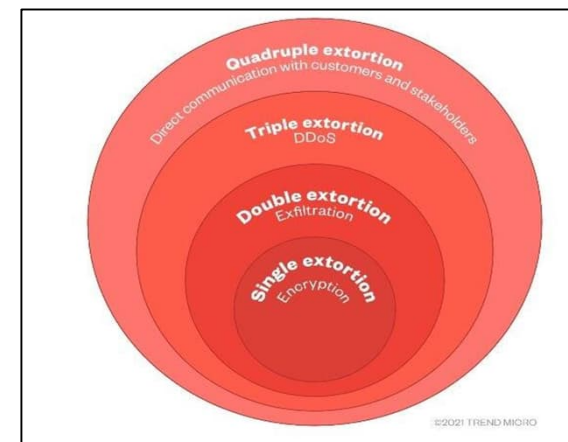 Quadruple extortion
Direct communication with customers and stakeholders
Triple extortion
DDoS
Double extortion
Exfiltration
Single extortion
Encryption
©2021 TREND MICRO